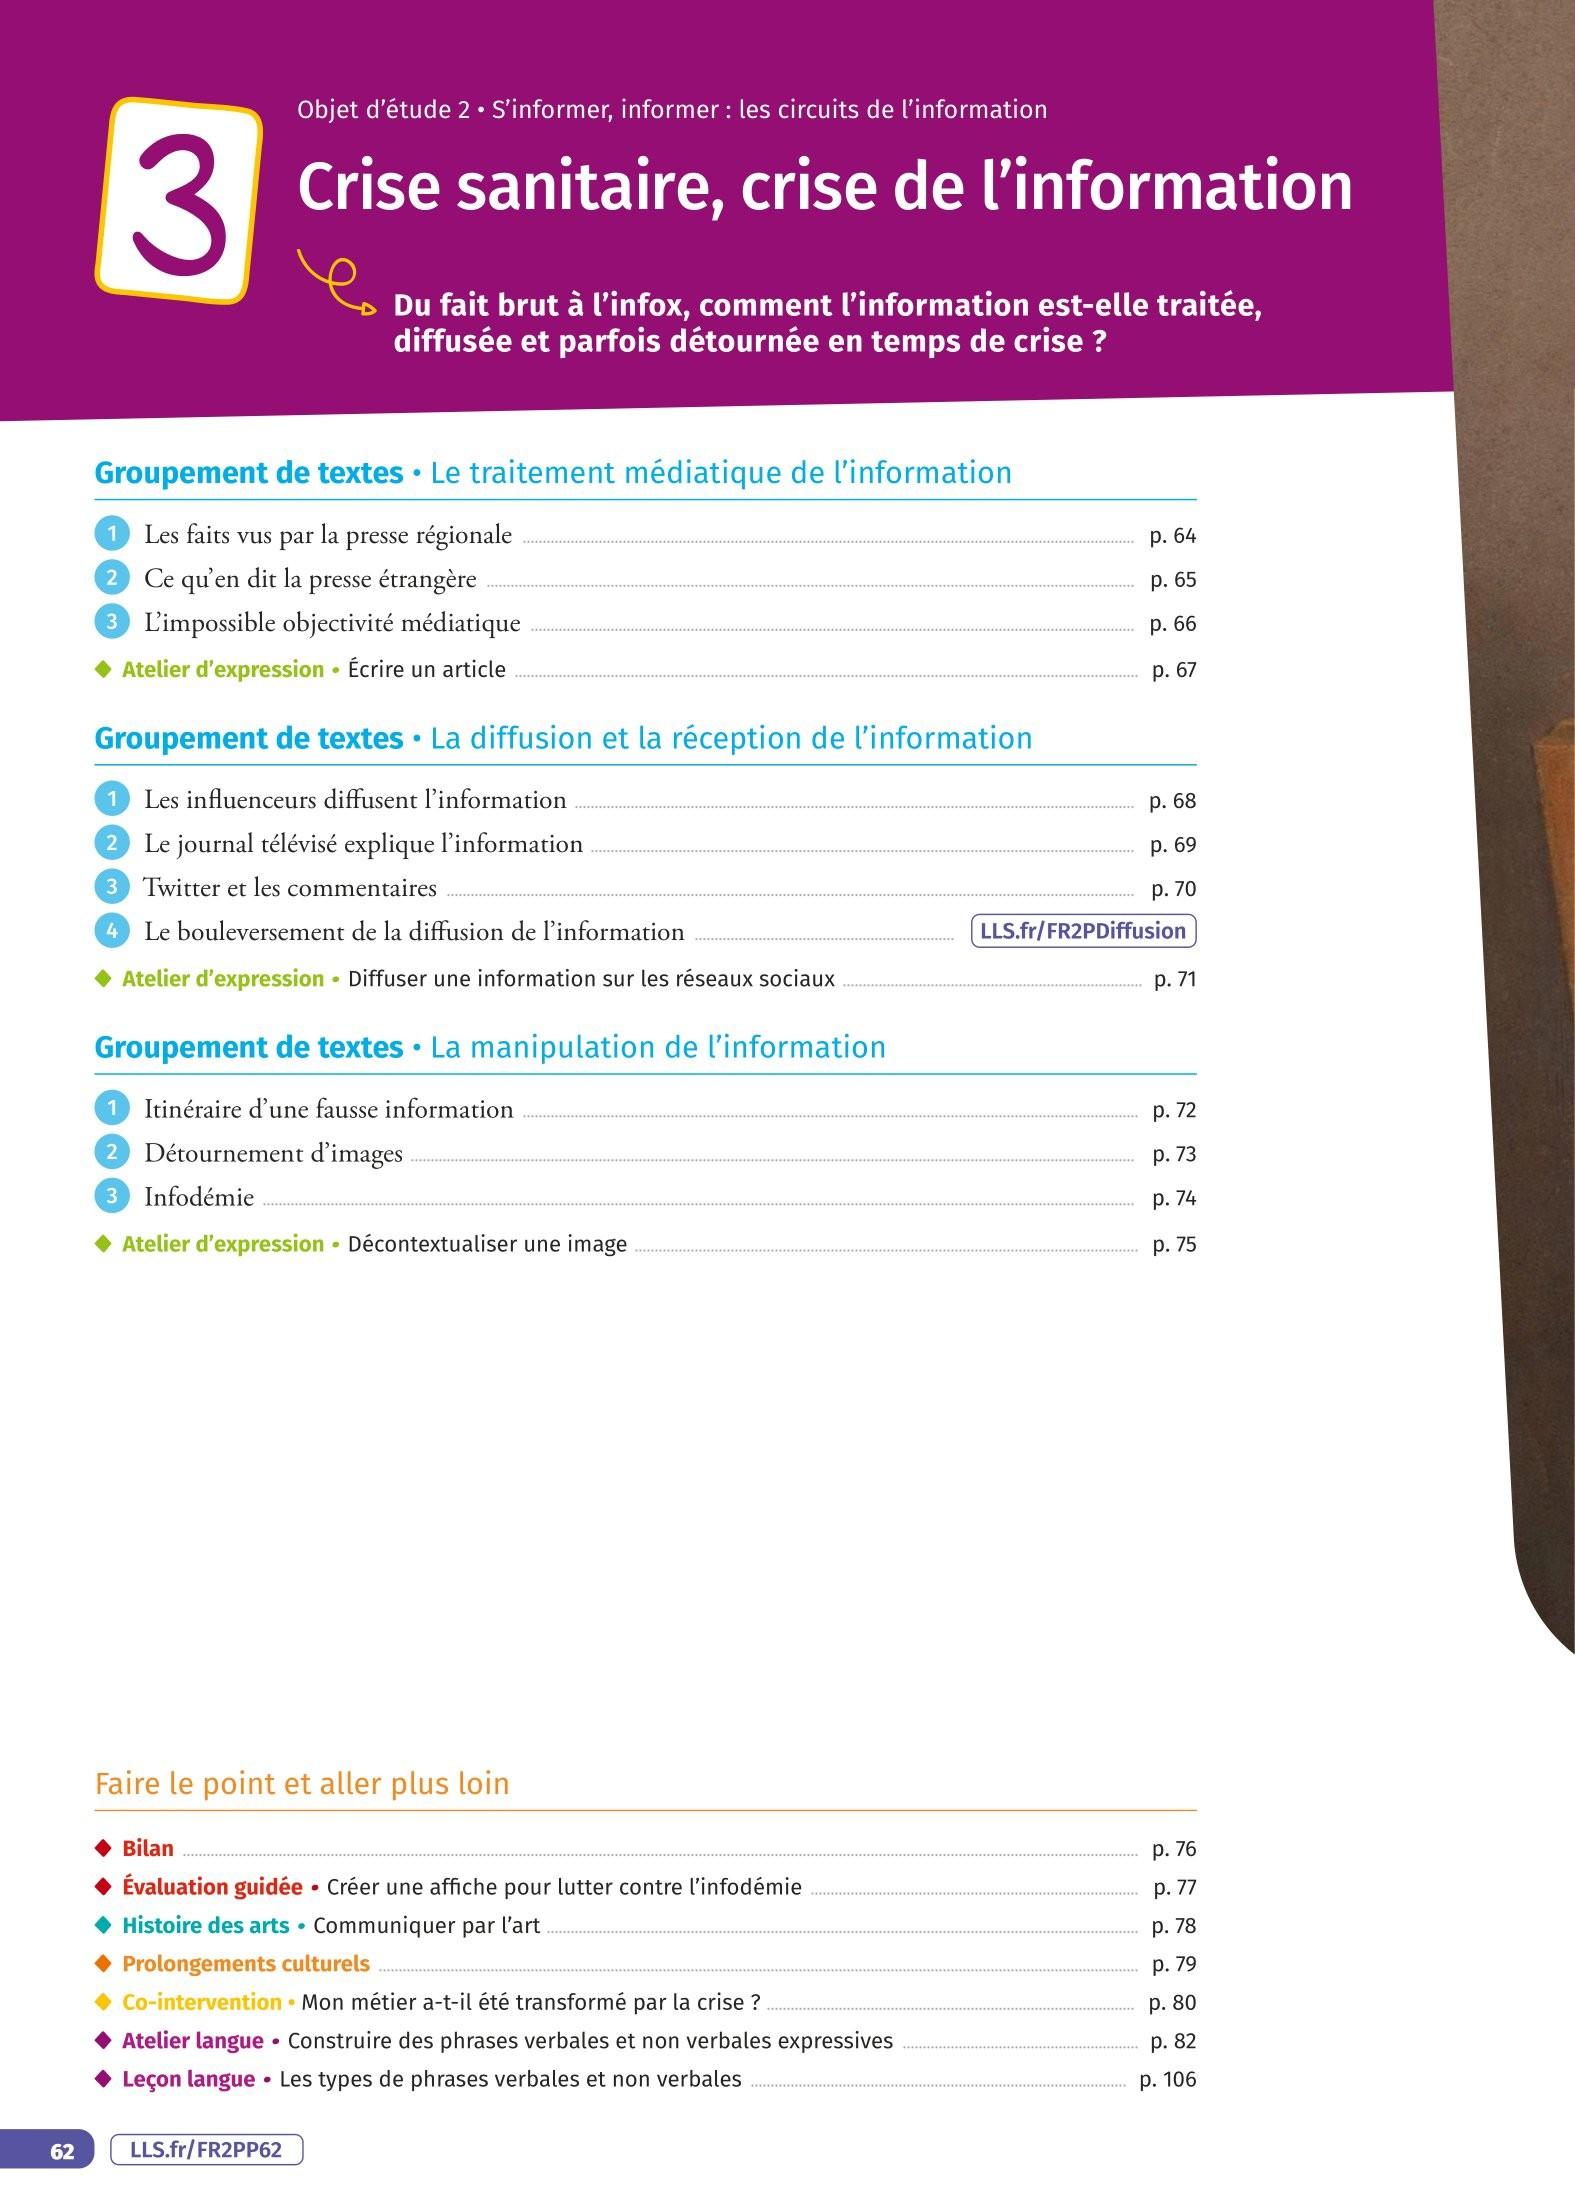 3
Objet d’étude 2 • S’informer, informer : les circuits de l’information
Crise sanitaire, crise de l’information
Du fait brut à l’infox, comment l’information est-elle traitée,
diffusée et parfois détournée en temps de crise ?
Groupement de textes • Le traitement médiatique de l’information
1 Les faits vus par la presse régionale p. 64
2 Ce qu’en dit la presse étrangère p. 65
3 L’impossible objectivité médiatique p. 66
◆ Atelier d’expression • Écrire un article p. 67
Groupement de textes • La diffusion et la réception de l’information
1 Les influenceurs diffusent l’information p. 68
2 Le journal télévisé explique l’information p. 69
3 Twitter et les commentaires p. 70
4 Le bouleversement de la diffusion de l’information LLS.fr/FR2PDiffusion
◆ Atelier d’expression • Diffuser une information sur les réseaux sociaux p. 71
Groupement de textes • La manipulation de l’information
1 Itinéraire d’une fausse information p. 72
2 Détournement d’images p. 73
3 Infodémie p. 74
◆ Atelier d’expression • Décontextualiser une image p. 75
Faire le point et aller plus loin
◆ Bilan p. 76
◆ Évaluation guidée • Créer une affiche pour lutter contre l’infodémie p. 77
◆ Histoire des arts • Communiquer par l’art p. 78
◆ Prolongements culturels p. 79
◆ Co-intervention • Mon métier a-t-il été transformé par la crise ? p. 80
◆ Atelier langue • Construire des phrases verbales et non verbales expressives p. 82
◆ Leçon langue • Les types de phrases verbales et non verbales p. 106
62 LLS.fr/FR2PP62